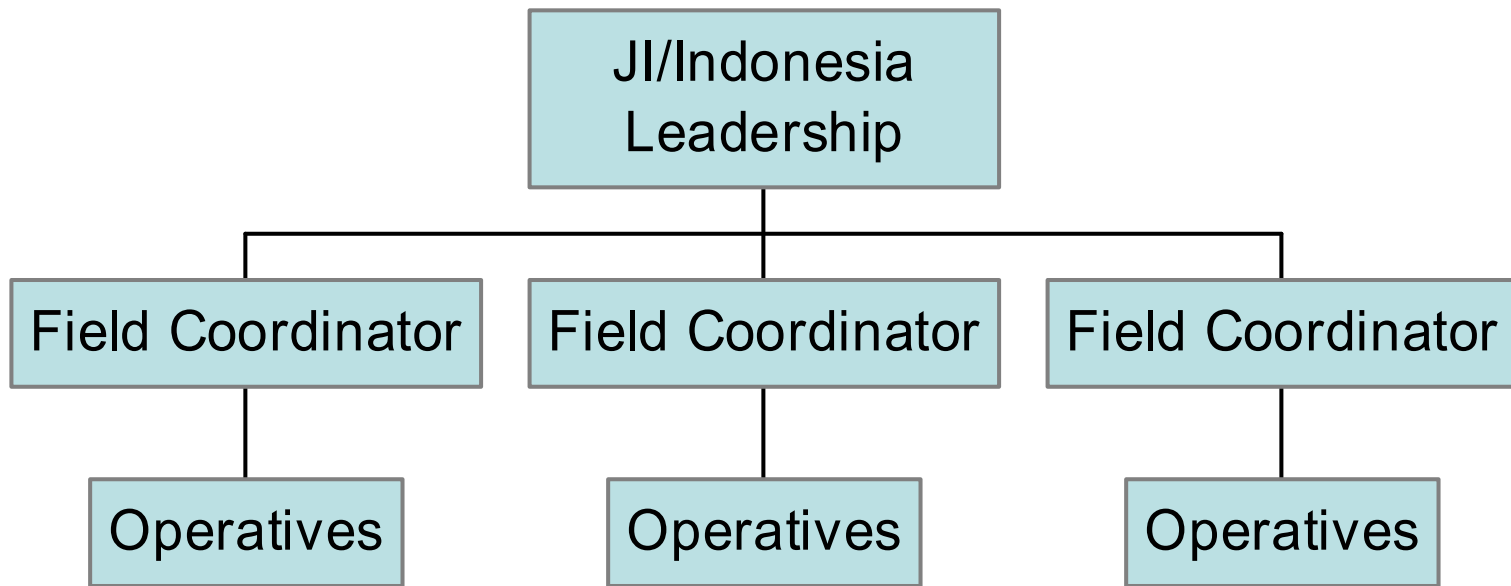 JI/Indonesia
Leadership
Field Coordinator
Field Coordinator
Field Coordinator
Operatives
Operatives
Operatives